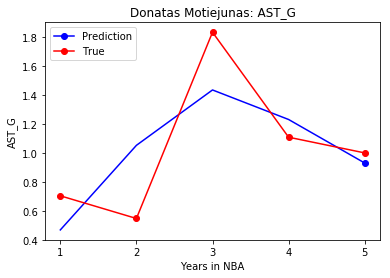 Donatas Motiejunas: AST_G
Prediction
True
AST_G
1.8
1.6
1.4
1.2
1.0
0.8
0.6
0.4
1 2 3 4 5
Years in NBA